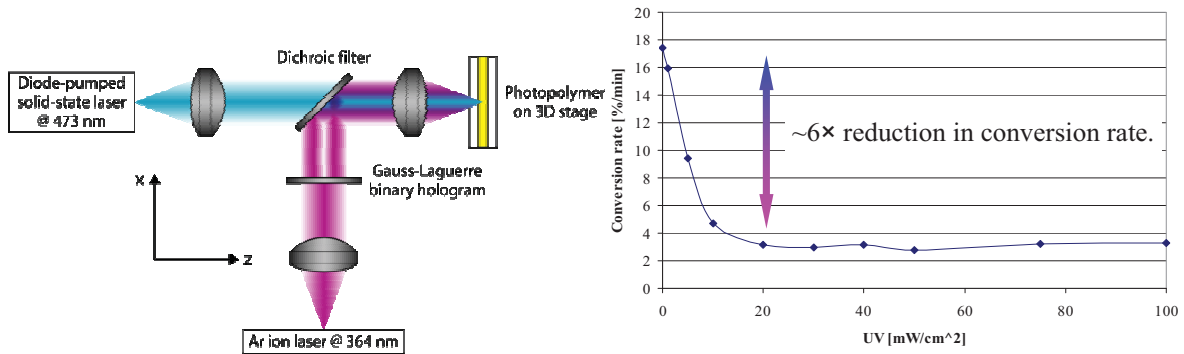 Dichroic filter
Diode-pumped
solid-state laser
@ 473 nm
Photopolymer
on 3D stage
Gauss-Laguerre
binary hologram
x
z
Ar ion laser @ 364 nm
20
18
16
14
12
10
8
6
4
2
0
Conversion rate [%/min]
~6× reduction in conversion rate.
0
20
40
60
80
100
UV [mW/cm^2]